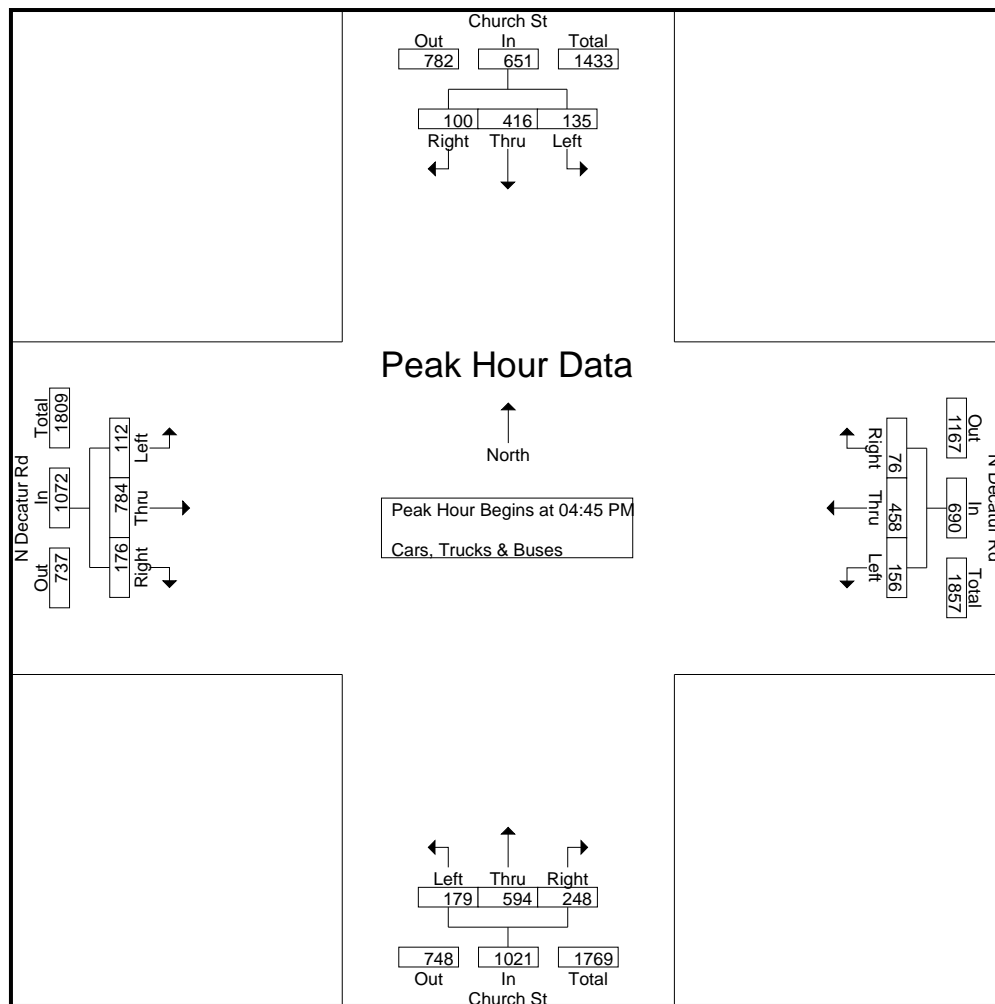 Church St
Out In Total
782 651 1433
100 416 135
Right Thru Left
Peak Hour Data
North
Peak Hour Begins at 04:45 PM
Cars, Trucks & Buses
N Decatur Rd
Total In Out
1809 1072 737
112 784 176
Left Thru Right
Right Thru Left
76 458 156
1167 690 1857
Out In Total
N Decatur Rd
Left Thru Right
179 594 248
748 1021 1769
Out In Total
Church St